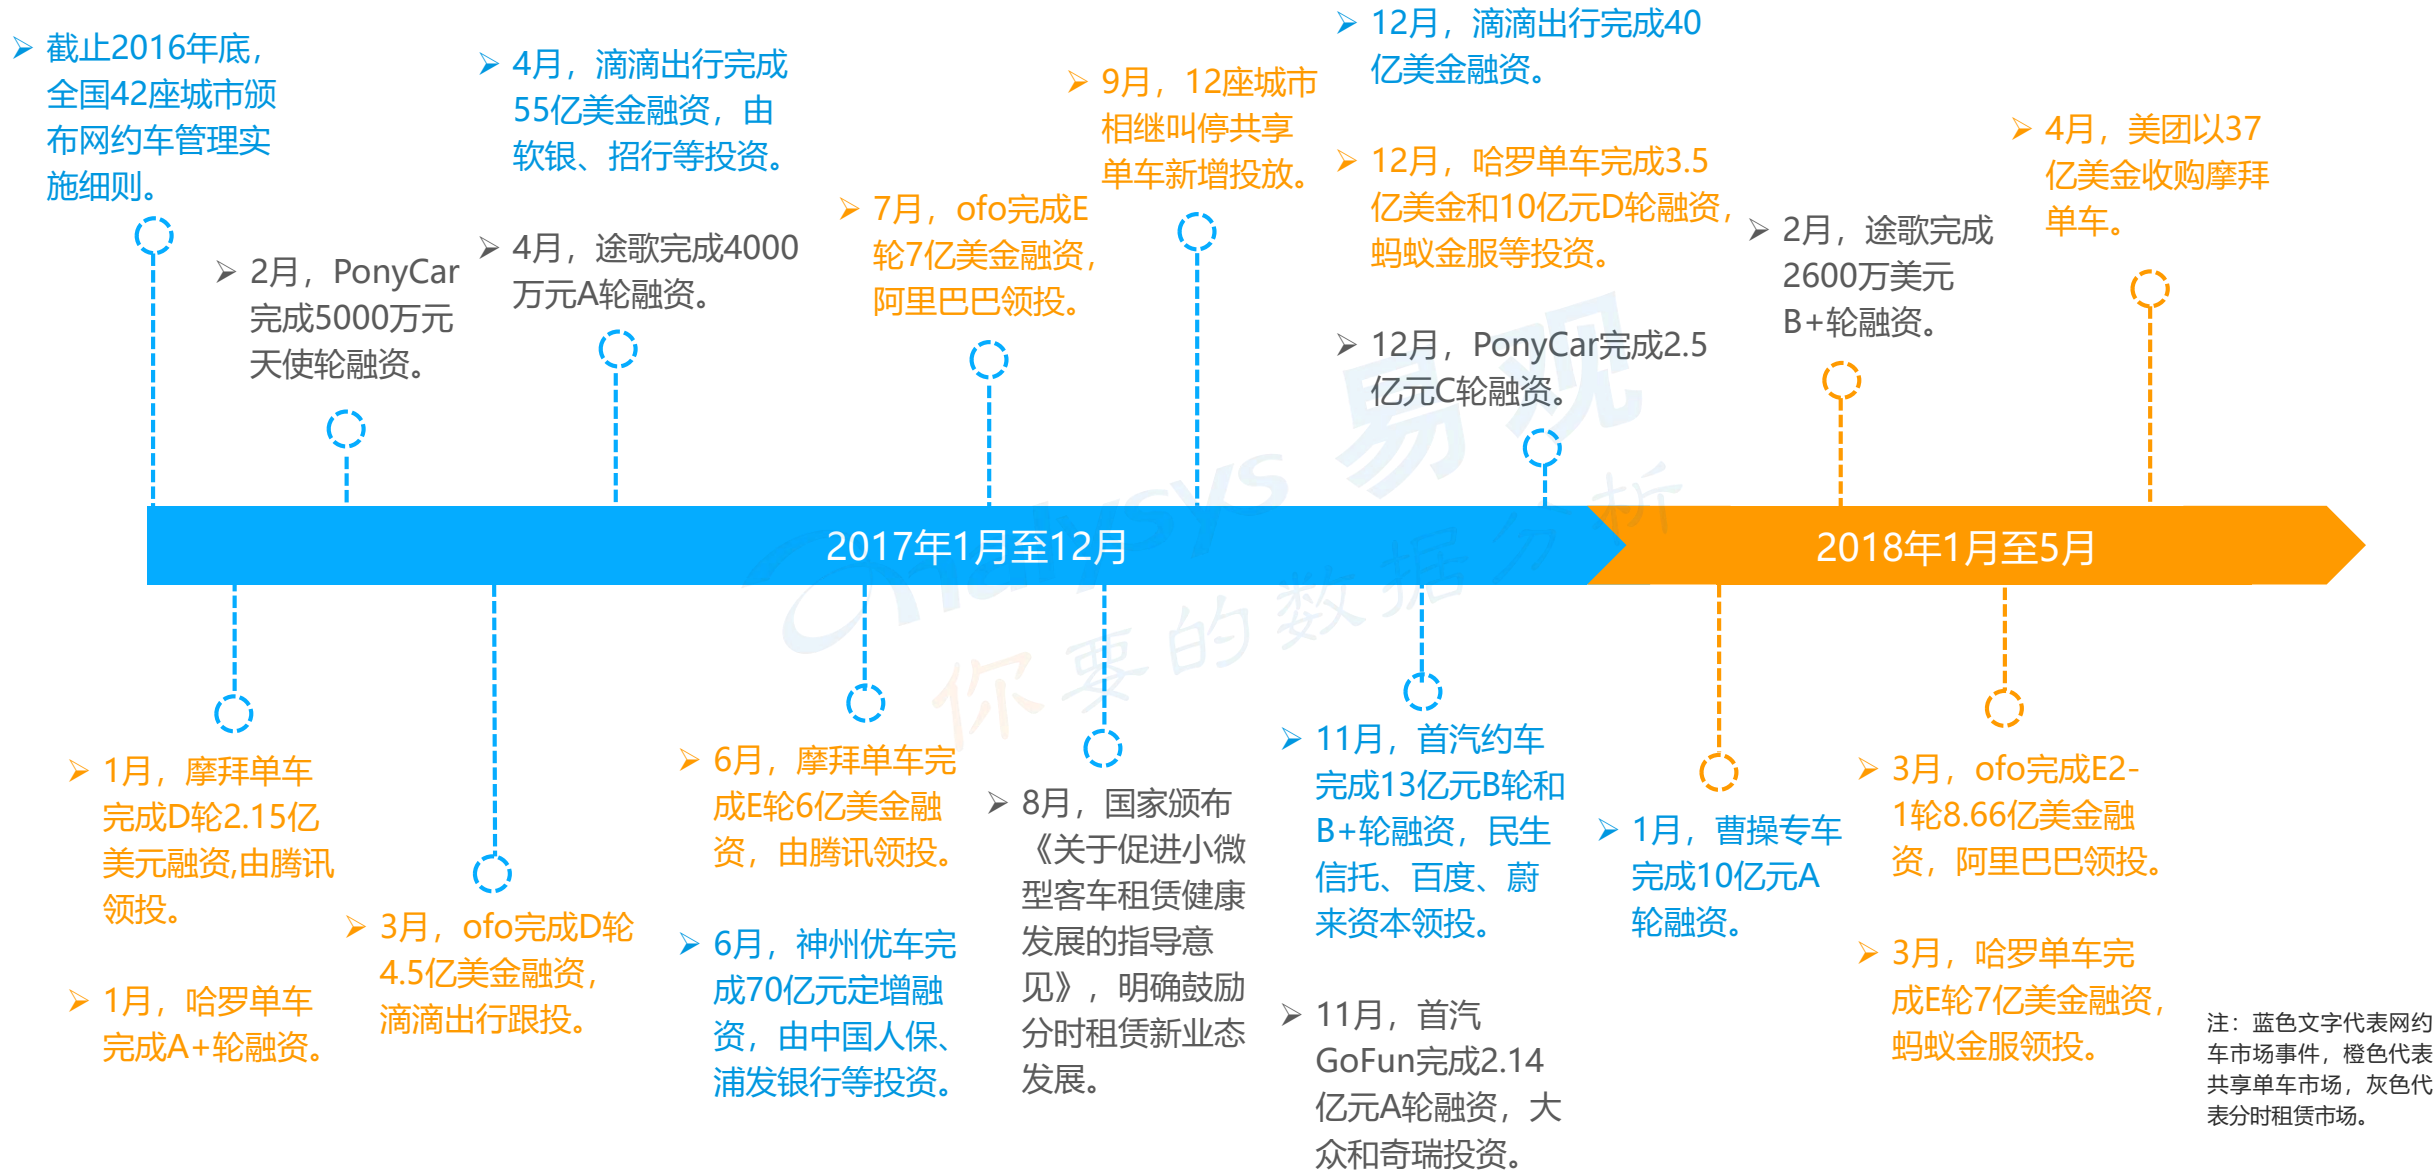 截止2016年底，
全国42座城市颁
布网约车管理实
施细则。
2月，PonyCar
完成5000万元
天使轮融资。
4月，滴滴出行完成
55亿美金融资，由
软银、招行等投资。
4月，途歌完成4000
万元A轮融资。
7月，ofo完成E
轮7亿美金融资，
阿里巴巴领投。
9月，12座城市
相继叫停共享
单车新增投放。
12月，滴滴出行完成40
亿美金融资。
12月，哈罗单车完成3.5
亿美金和10亿元D轮融资，
蚂蚁金服等投资。
12月，PonyCar完成2.5
亿元C轮融资。
2月，途歌完成
2600万美元
B+轮融资。
4月，美团以37
亿美金收购摩拜
单车。
2017年1月至12月
2018年1月至5月
nalysys 易观
你要的数据分析
1月，摩拜单车
完成D轮2.15亿
美元融资,由腾讯
领投。
1月，哈罗单车
完成A+轮融资。
3月，ofo完成D轮
4.5亿美金融资，
滴滴出行跟投。
6月，摩拜单车完
成E轮6亿美金融
资，由腾讯领投。
6月，神州优车完
成70亿元定增融
资，由中国人保、
浦发银行等投资。
8月，国家颁布
《关于促进小微
型客车租赁健康
发展的指导意
见》，明确鼓励
分时租赁新业态
发展。
11月，首汽约车
完成13亿元B轮和
B+轮融资，民生
信托、百度、蔚
来资本领投。
11月，首汽
GoFun完成2.14
亿元A轮融资，大
众和奇瑞投资。
1月，曹操专车
完成10亿元A
轮融资。
3月，ofo完成E2-
1轮8.66亿美金融
资，阿里巴巴领投。
3月，哈罗单车完
成E轮7亿美金融资，
蚂蚁金服领投。
注：蓝色文字代表网约
车市场事件，橙色代表
共享单车市场，灰色代
表分时租赁市场。